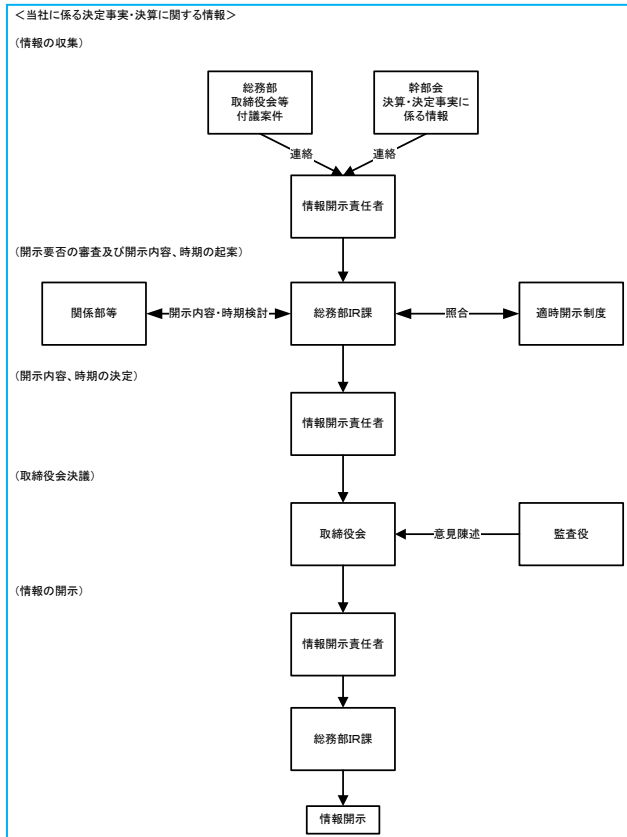 ＜当社に係る決定事実・決算に関する情報＞
（情報の収集）
総務部
取締役会等
付議案件
幹部会
決算・決定事実に
係る情報
連絡
連絡
情報開示責任者
（開示要否の審査及び開示内容、時期の起案）
関係部等
開示内容・時期検討
総務部IR課
照合
適時開示制度
（開示内容、時期の決定）
情報開示責任者
（取締役会決議）
取締役会
意見陳述
監査役
（情報の開示）
情報開示責任者
総務部IR課
情報開示